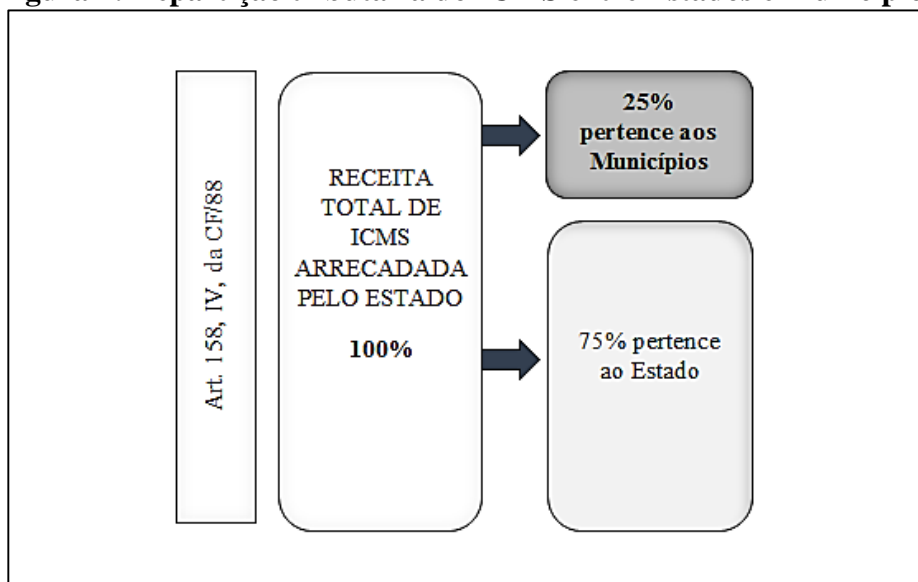 Art. 158, IV, da CF/88
RECEITA
TOTAL DE
ICMS
ARRECADADA
PELO ESTADO
100%
25%
pertence aos
Municípios
75% pertence
ao Estado